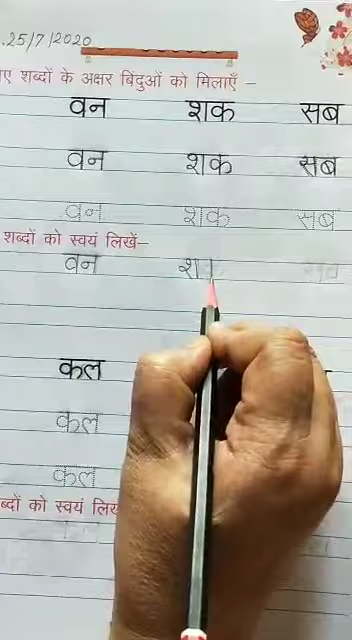 25/7/2020
शब्दों के अक्षर बिंदुओं को मिलाएँ –
वन शक सब
वन शक सब
वन शक सब
शब्दों को स्वयं लिखें–
वन
कल
कल
कल
को स्वयं